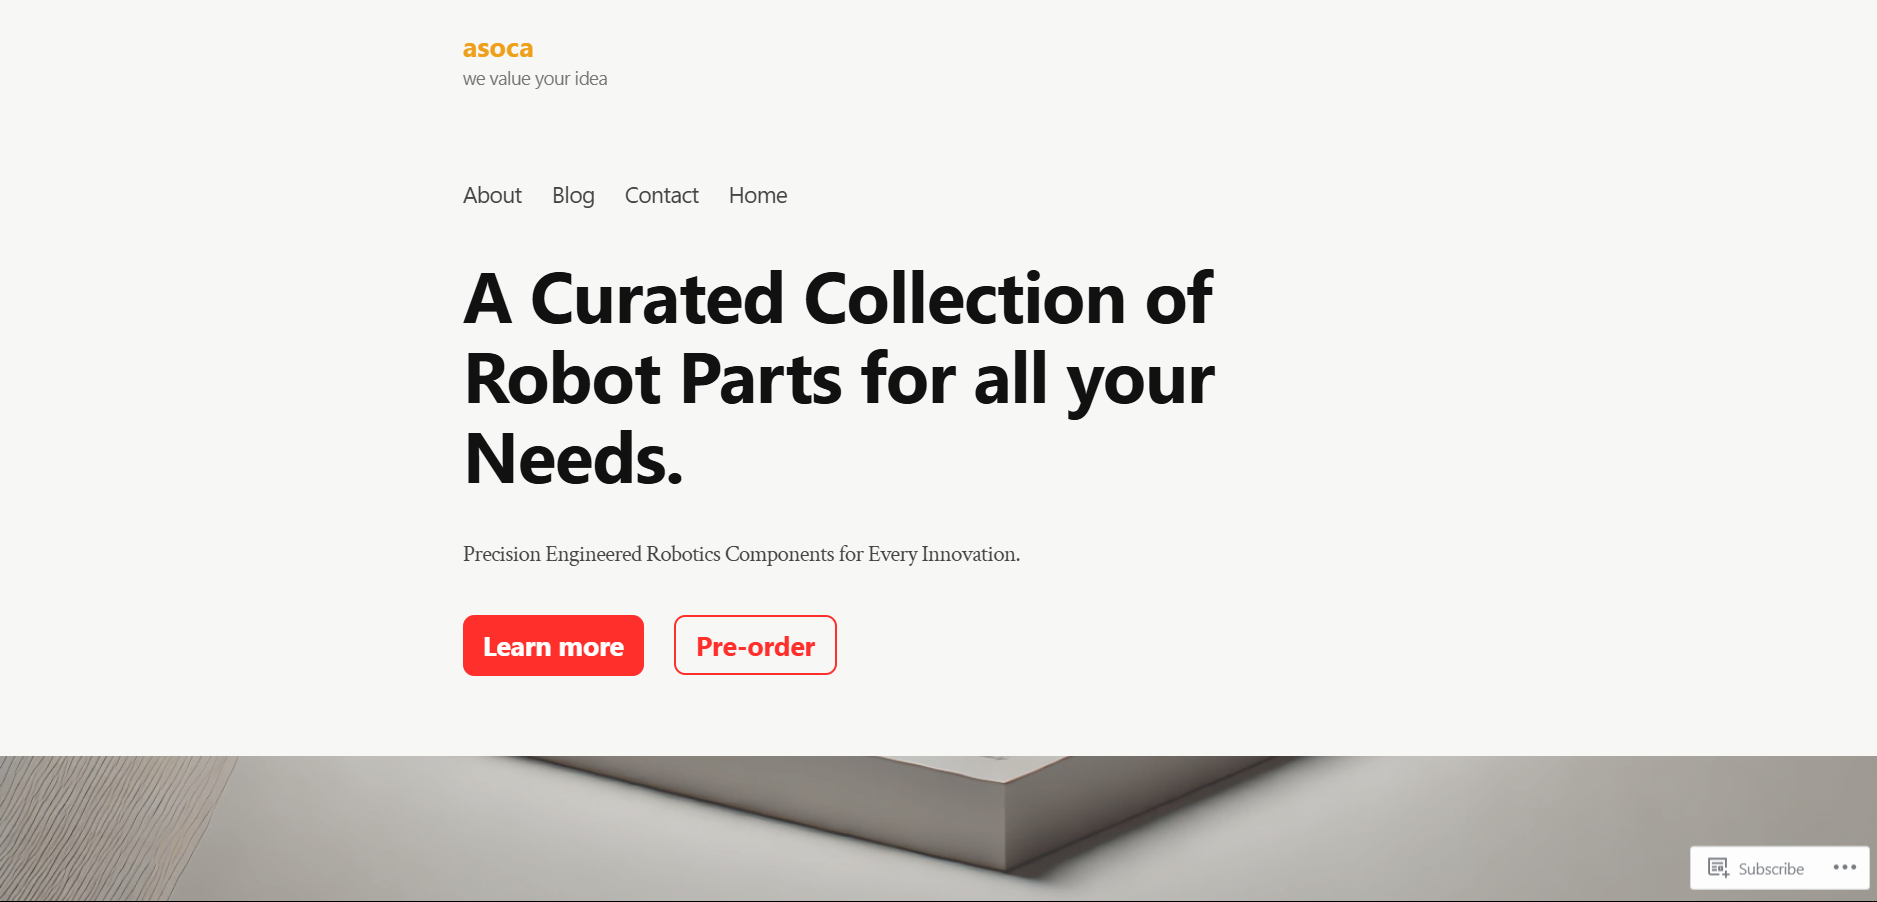 asoca
we value your idea
About Blog Contact Home
A Curated Collection of
Robot Parts for all your
Needs.
Precision Engineered Robotics Components for Every Innovation.
Learn more Pre-order
Subscribe